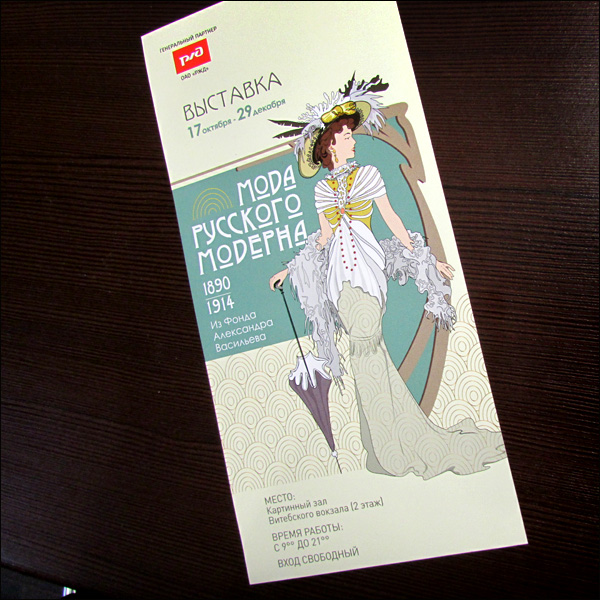 ГЕНЕРАЛЬНЫЙ ПАРТНЕР
РЖД
ОАО «РЖД»
ВЫСТАВКА
17 октября - 29 декабря
МОДА
РУССКОГО
МОДЕРНА
1890
1914
Из Фонда
Александра
Васильева
МЕСТО:
Картинный зал
Витебского вокзала (2 этаж)
ВРЕМЯ РАБОТЫ:
С 9⁰⁰ ДО 21⁰⁰
ВХОД СВОБОДНЫЙ